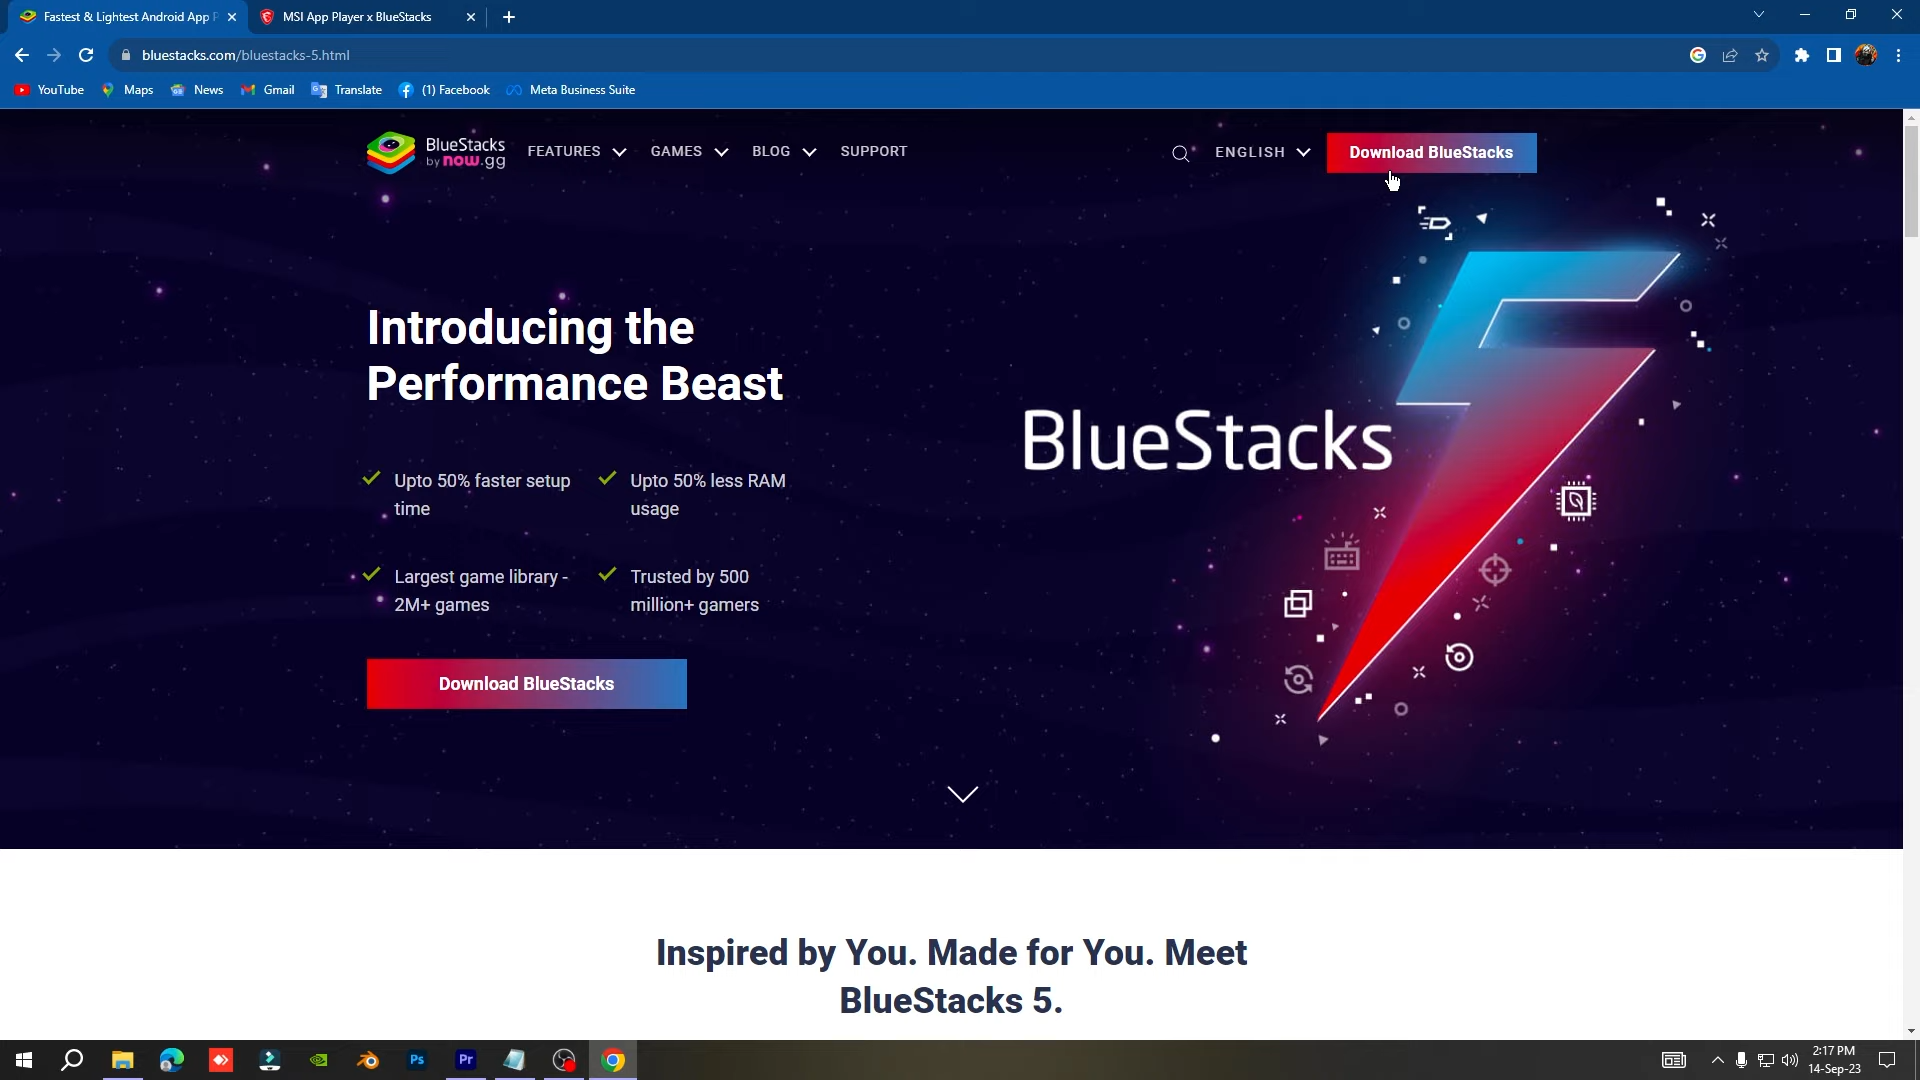 Fastest & Lightest Android App P
MSI App Player x BlueStacks
bluestacks.com/bluestacks-5.html
YouTube
Maps
News
Gmail
Translate
(1) Facebook
Meta Business Suite
BlueStacks
by now.gg
FEATURES
GAMES
BLOG
SUPPORT
ENGLISH
Download BlueStacks
Introducing the
Performance Beast
BlueStacks
Upto 50% faster setup
time
Upto 50% less RAM
usage
Largest game library -
2M+ games
Trusted by 500
million+ gamers
Download BlueStacks
Inspired by You. Made for You. Meet
BlueStacks 5.
Ps
Pr
2:17 PM
14-Sep-23